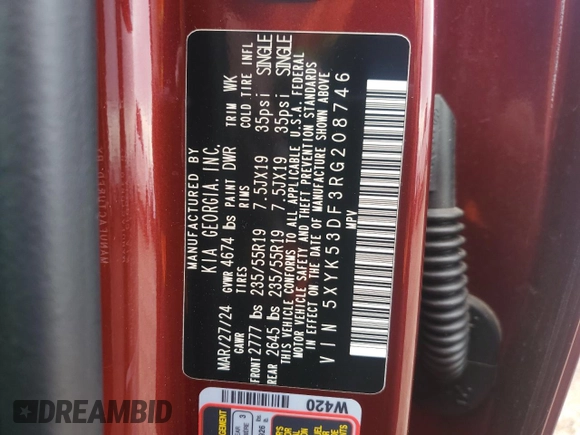 MANUFACTURED BY
KIA GEORGIA, INC.
MAR/27/24 GVWR 4674 lbs PAINT DWR TRIM WK
GAWR TIRES RIMS COLD TIRE INFL
FRONT 2777 lbs 235/55R19 7.5JX19 35psi SINGLE
REAR 2645 lbs 235/55R19 7.5JX19 35psi SINGLE
THIS VEHICLE CONFORMS TO ALL APPLICABLE U.S.A. FEDERAL
MOTOR VEHICLE SAFETY AND THEFT PREVENTION STANDARDS
IN EFFECT ON THE DATE OF MANUFACTURE SHOWN ABOVE
VIN 5XYK53DF3RG208746
MPV
W420
DREAMBID